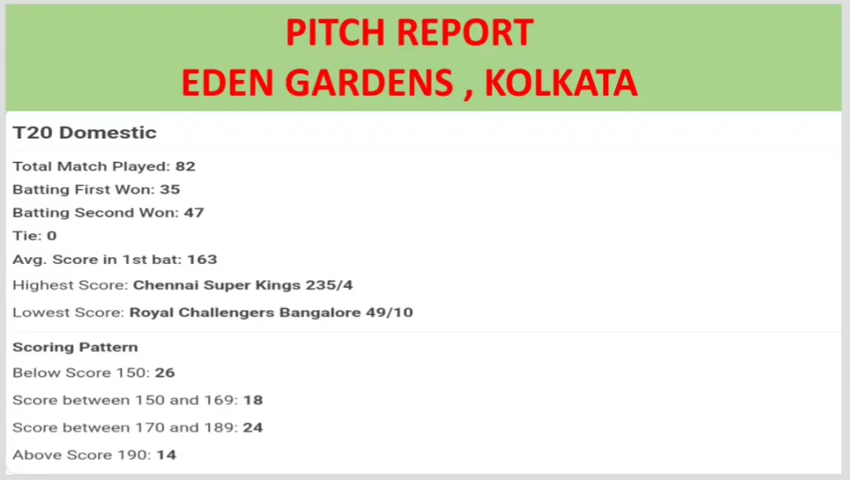 PITCH REPORT
EDEN GARDENS , KOLKATA
T20 Domestic
Total Match Played: 82
Batting First Won: 35
Batting Second Won: 47
Tie: 0
Avg. Score in 1st bat: 163
Highest Score: Chennai Super Kings 235/4
Lowest Score: Royal Challengers Bangalore 49/10
Scoring Pattern
Below Score 150: 26
Score between 150 and 169: 18
Score between 170 and 189: 24
Above Score 190: 14